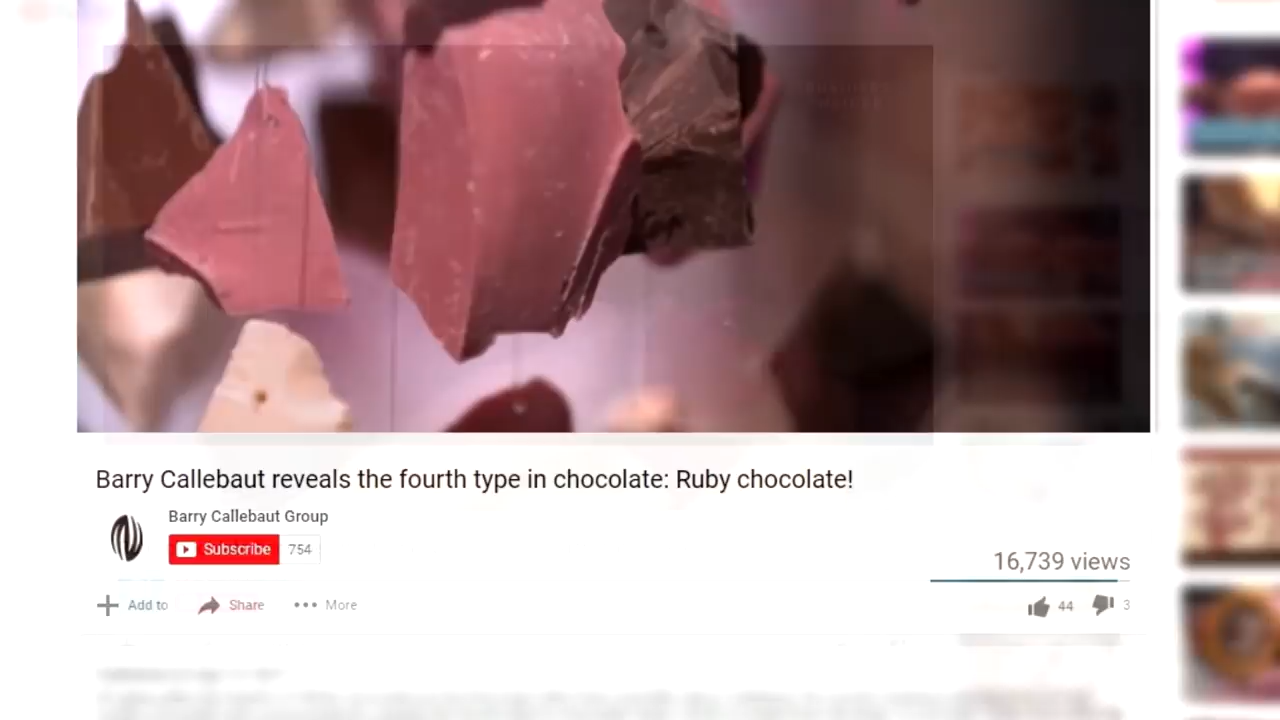 Barry Callebaut reveals the fourth type in chocolate: Ruby chocolate!
Barry Callebaut Group
Subscribe 754
16,739 views
Add to Share More
44 3